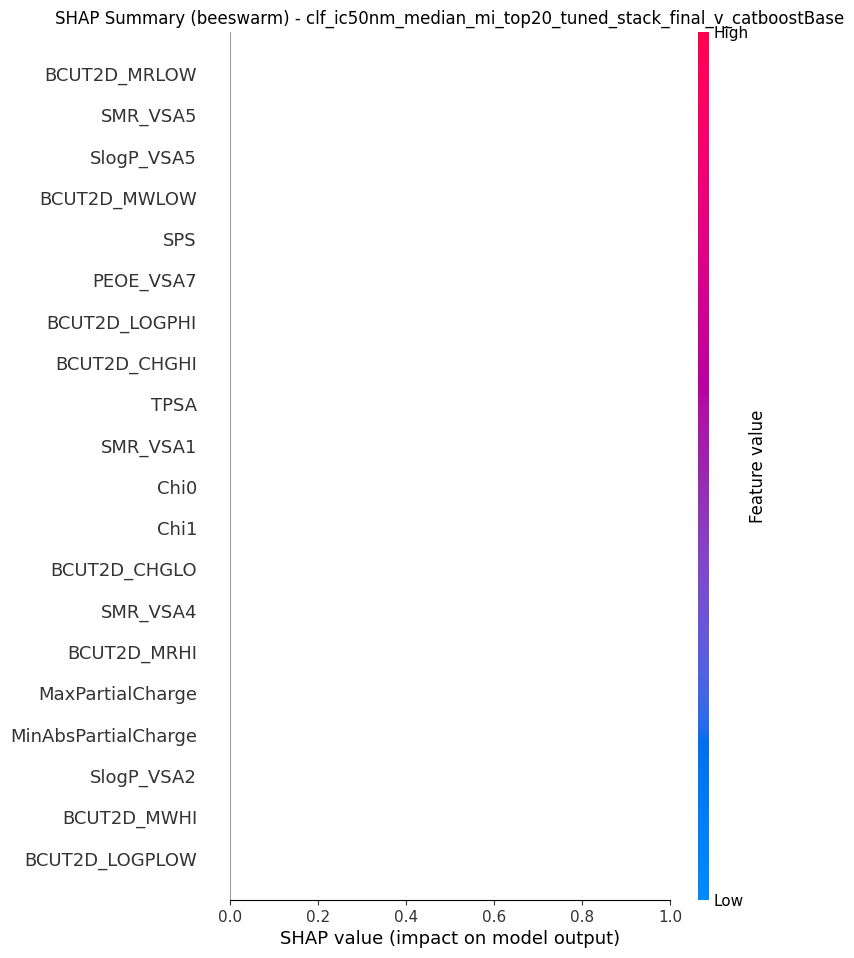 SHAP Summary (beeswarm) - clf_ic50nm_median_mi_top20_tuned_stack_final_v_catboostBase
High
BCUT2D_MRLOW
SMR_VSA5
SlogP_VSA5
BCUT2D_MWLOW
SPS
PEOE_VSA7
BCUT2D_LOGPHI
BCUT2D_CHGHI
TPSA
SMR_VSA1
Chi0
Chi1
BCUT2D_CHGLO
SMR_VSA4
BCUT2D_MRHI
MaxPartialCharge
MinAbsPartialCharge
SlogP_VSA2
BCUT2D_MWHI
BCUT2D_LOGPLOW
Feature value
Low
0.0 0.2 0.4 0.6 0.8 1.0
SHAP value (impact on model output)